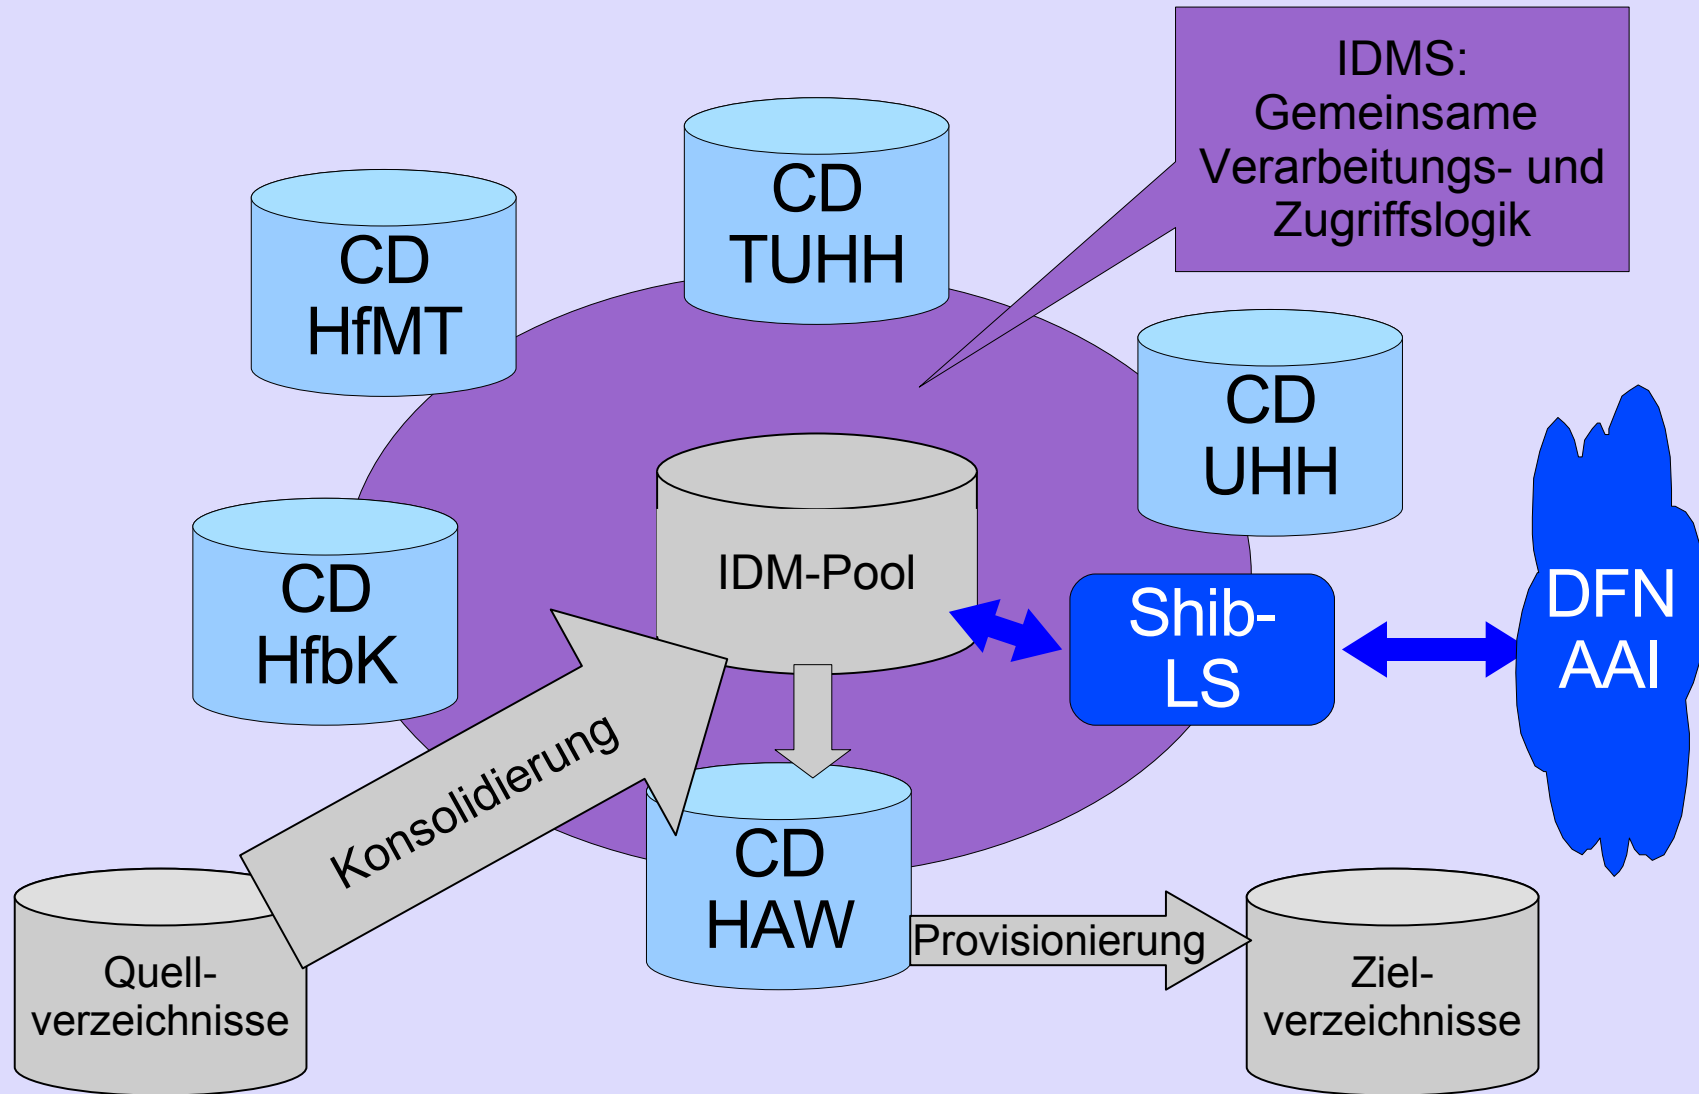 IDMS:
Gemeinsame
Verarbeitungs- und
Zugriffslogik
CD
TUHH
CD
HfMT
CD
UHH
CD
HfbK
IDM-Pool
Shib-
LS
DFN
AAI
Konsolidierung
CD
HAW
Provisionierung
Quell-
verzeichnisse
Ziel-
verzeichnisse